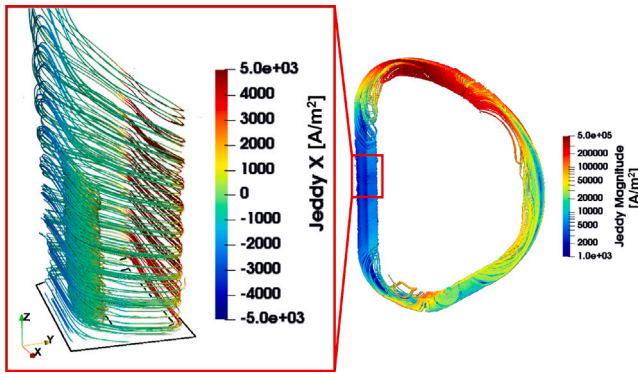 5.0e+03
4000
3000
2000
1000
0
-1000
-2000
-3000
-4000
-5.0e+03
Jeddy X [A/m²]
Z
Y
X
5.0e+05
200000
100000
50000
20000
10000
5000
2000
1.0e+03
Jeddy Magnitude
[A/m²]